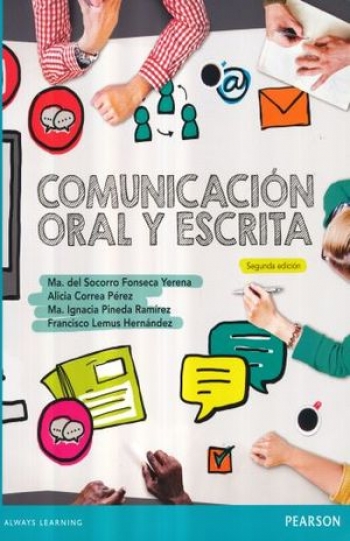 COMUNICACIÓN
ORAL Y ESCRITA
Segunda edición
Ma. del Socorro Fonseca Yerena
Alicia Correa Pérez
Ma. Ignacia Pineda Ramírez
Francisco Lemus Hernández
ALWAYS LEARNING
PEARSON